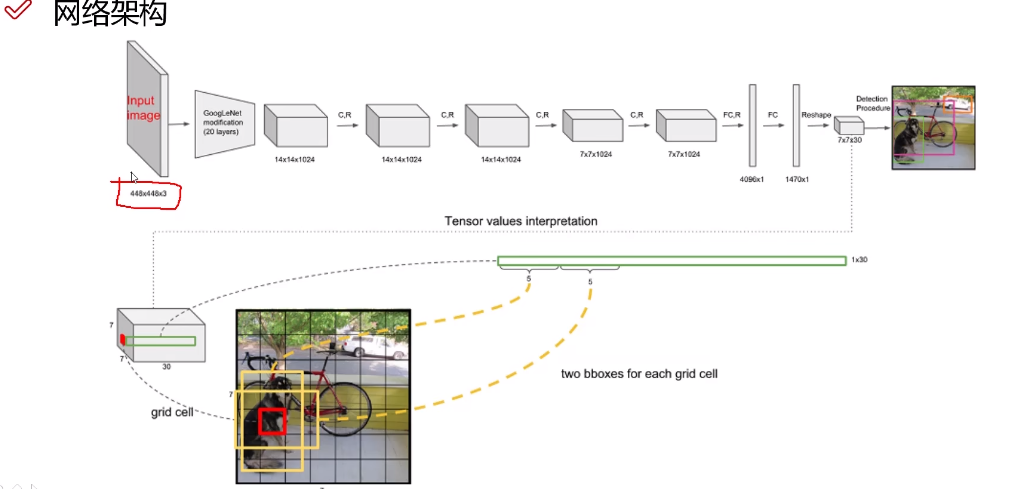 网络架构
Input
image
448x448x3
GoogLeNet
modification
(20 layers)
14x14x1024
C,R
14x14x1024
C,R
14x14x1024
C,R
7x7x1024
C,R
7x7x1024
FC,R
4096x1
FC
1470x1
Reshape
7x7x30
Detection
Procedure
Tensor values interpretation
1x30
5
5
7
7
30
grid cell
7
two bboxes for each grid cell